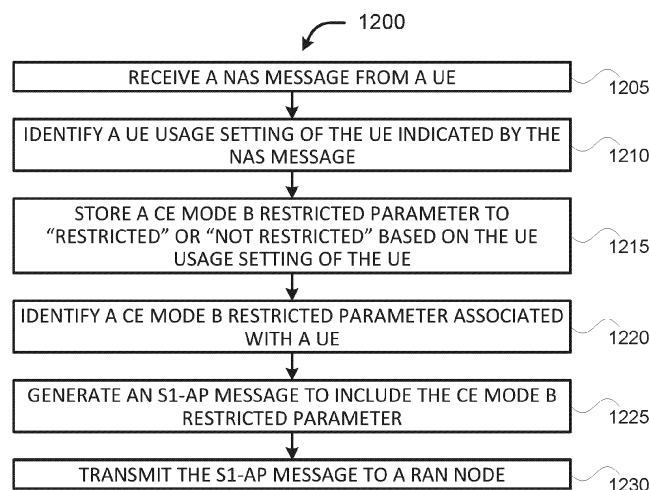 1200
RECEIVE A NAS MESSAGE FROM A UE
1205
IDENTIFY A UE USAGE SETTING OF THE UE INDICATED BY THE
NAS MESSAGE
1210
STORE A CE MODE B RESTRICTED PARAMETER TO
“RESTRICTED” OR “NOT RESTRICTED” BASED ON THE UE
USAGE SETTING OF THE UE
1215
IDENTIFY A CE MODE B RESTRICTED PARAMETER ASSOCIATED
WITH A UE
1220
GENERATE AN S1-AP MESSAGE TO INCLUDE THE CE MODE B
RESTRICTED PARAMETER
1225
TRANSMIT THE S1-AP MESSAGE TO A RAN NODE
1230